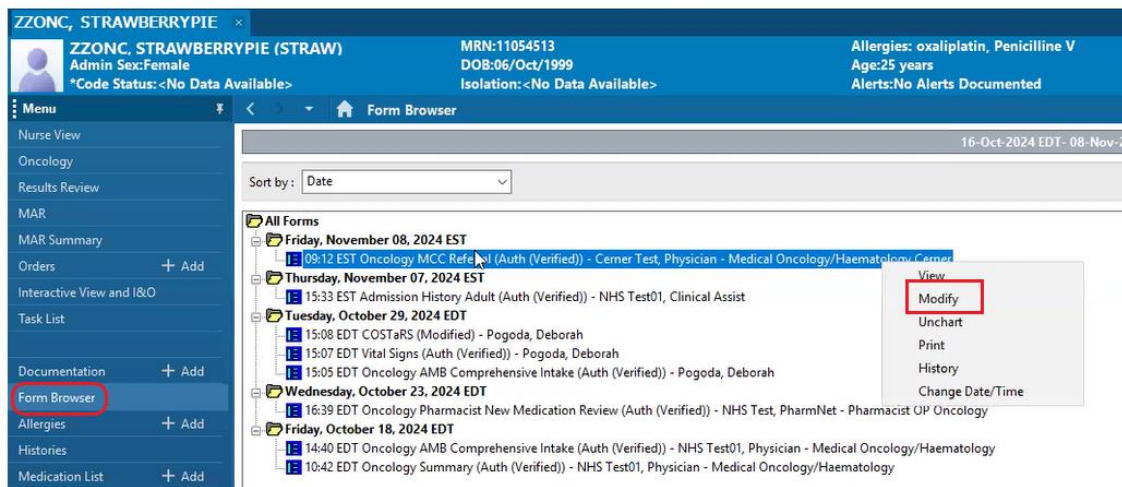 ZZONC, STRAWBERRYPIE ×
ZZONC, STRAWBERRYPIE (STRAW) MRN:11054513 Allergies: oxaliplatin, Penicilline V
Admin Sex:Female DOB:06/Oct/1999 Age:25 years
*Code Status:<No Data Available> Isolation:<No Data Available> Alerts:No Alerts Documented
Menu Form Browser
Nurse View
16-Oct-2024 EDT- 08-Nov-2
Oncology
Results Review
Sort by : Date
MAR
MAR Summary
Orders + Add
Interactive View and I&O
Task List
Documentation + Add
Form Browser
Allergies + Add
Histories
Medication List + Add
All Forms
Friday, November 08, 2024 EST
09:12 EST Oncology MCC (Auth (Verified)) - Cerner Test, Physician - Medical Oncology/Haematology Cerner
Thursday, November 07, 2024 EST
15:33 EST Admission History Adult (Auth (Verified)) - NHS Test01, Clinical Assist
Tuesday, October 29, 2024 EDT
15:08 EDT COSTaRS (Modified) - Pogoda, Deborah
15:07 EDT Vital Signs (Auth (Verified)) - Pogoda, Deborah
15:05 EDT Oncology AMB Comprehensive Intake (Auth (Verified)) - Pogoda, Deborah
Wednesday, October 23, 2024 EDT
16:39 EDT Oncology Pharmacist New Medication Review (Auth (Verified)) - NHS Test, PharmNet - Pharmacist OP Oncology
Friday, October 18, 2024 EDT
14:40 EDT Oncology AMB Comprehensive Intake (Auth (Verified)) - NHS Test01, Physician - Medical Oncology/Haematology
10:42 EDT Oncology Summary (Auth (Verified)) - NHS Test01, Physician - Medical Oncology/Haematology
View
Modify
Unchart
Print
History
Change Date/Time